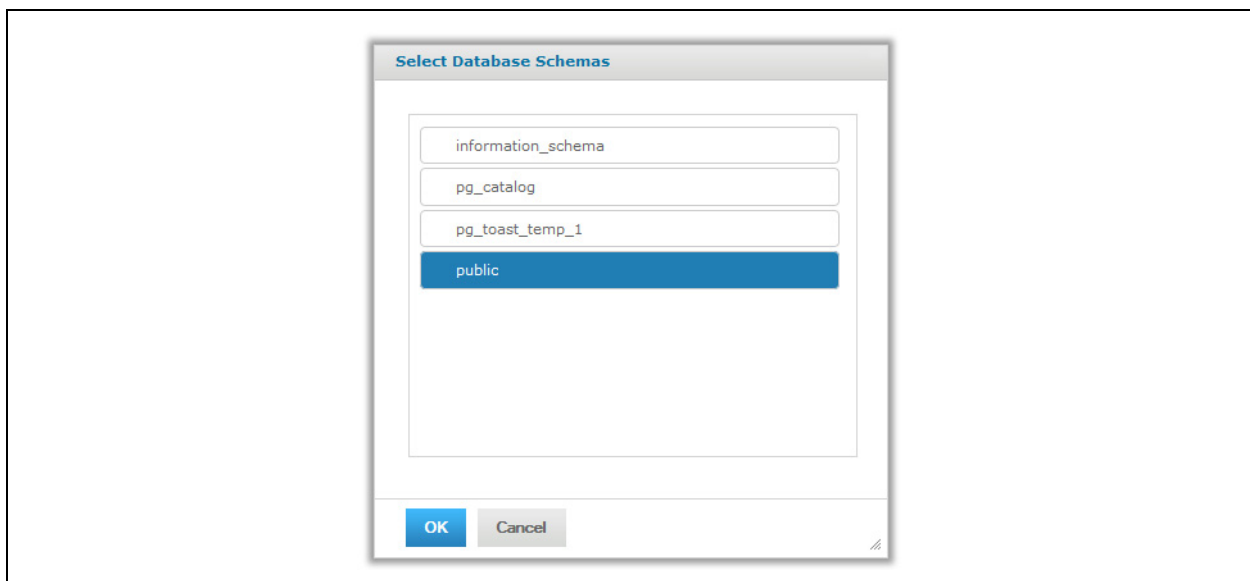 Select Database Schemas
information_schema
pg_catalog
pg_toast_temp_1
public
OK
Cancel